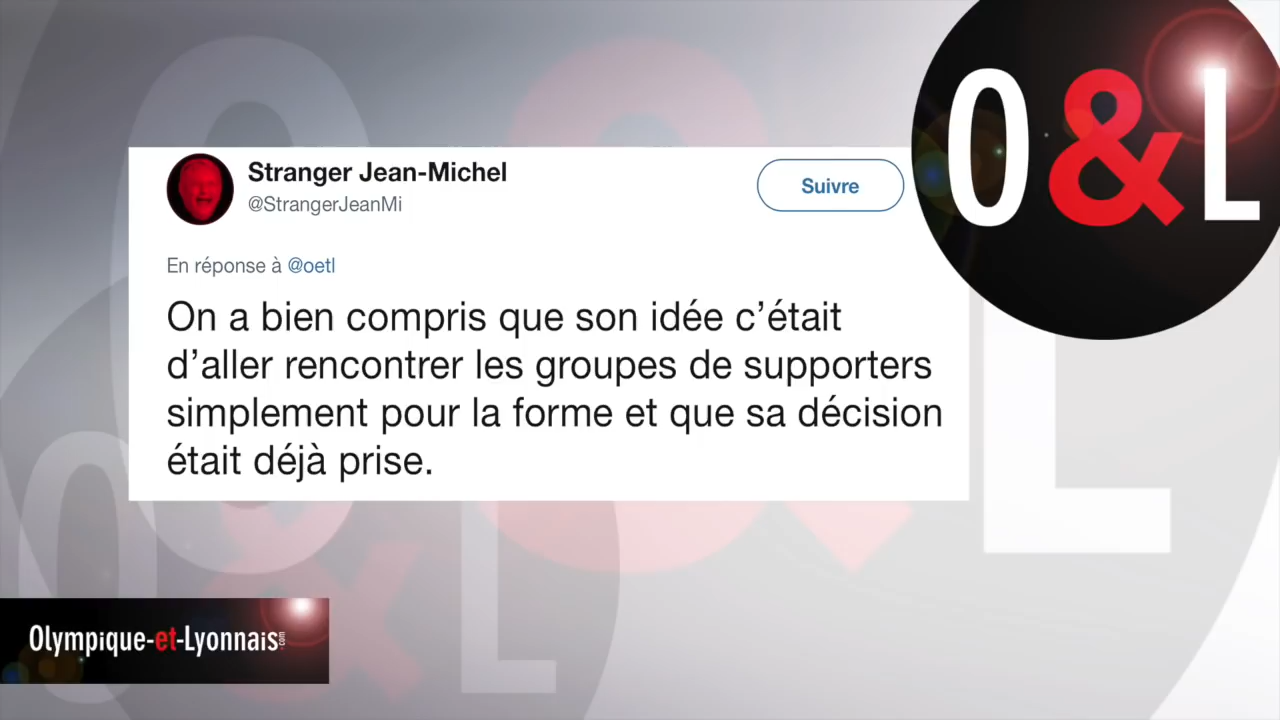 O&L
Stranger Jean-Michel
@StrangerJeanMi
Suivre
En réponse à @oetl
On a bien compris que son idée c’était
d’aller rencontrer les groupes de supporters
simplement pour la forme et que sa décision
était déjà prise.
Olympique-et-Lyonnais.com